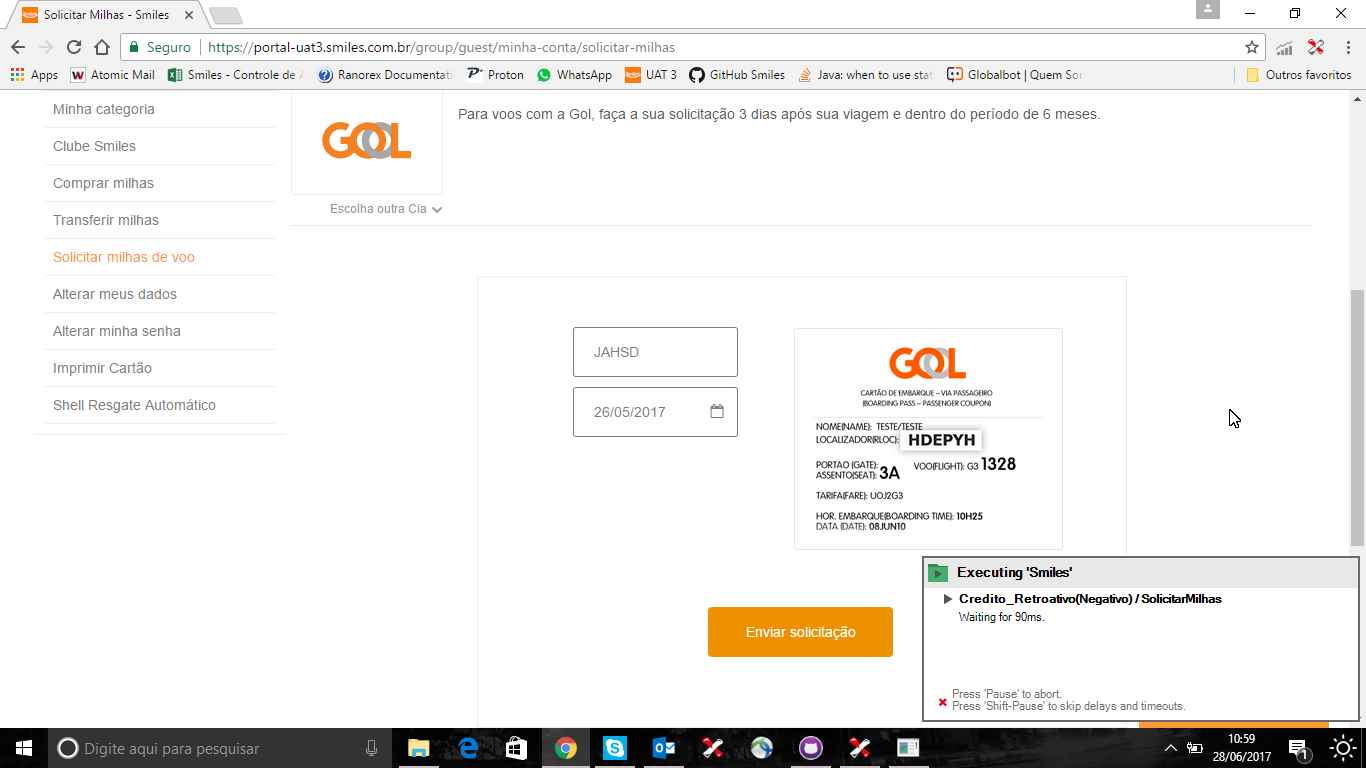 Solicitar Milhas - Smiles
Seguro
https://portal-uat3.smiles.com.br/group/guest/minha-conta/solicitar-milhas
Apps
Atomic Mail
Smiles - Controle de
Ranorex Documentat
Proton
WhatsApp
UAT 3
GitHub Smiles
Java: when to use stat
Globalbot | Quem So
Outros favoritos
Minha categoria
Clube Smiles
Comprar milhas
Transferir milhas
Solicitar milhas de voo
Alterar meus dados
Alterar minha senha
Imprimir Cartão
Shell Resgate Automático
GOL
Para voos com a Gol, faça a sua solicitação 3 dias após sua viagem e dentro do período de 6 meses.
Escolha outra Cia
JAHSD
26/05/2017
GOL
CARTÃO DE EMBARQUE – VIA PASSAGEIRO
(BOARDING PASS – PASSENGER COUPON)
NOME(NAME): TESTE/TESTE
LOCALIZADOR(RLOC): HDEPYH
PORTAO (GATE):
VOO(FLIGHT): G3 1328
ASSENTO(SEAT): 3A
TARIFA(FARE): UOJ2G3
HOR. EMBARQUE(BOARDING TIME): 10H25
DATA (DATE): 08JUN10
Enviar solicitação
Executing 'Smiles'
Credito_Retroativo(Negativo) / SolicitarMilhas
Waiting for 90ms.
Press 'Pause' to abort.
Press 'Shift-Pause' to skip delays and timeouts.
Digite aqui para pesquisar
10:59
28/06/2017
1